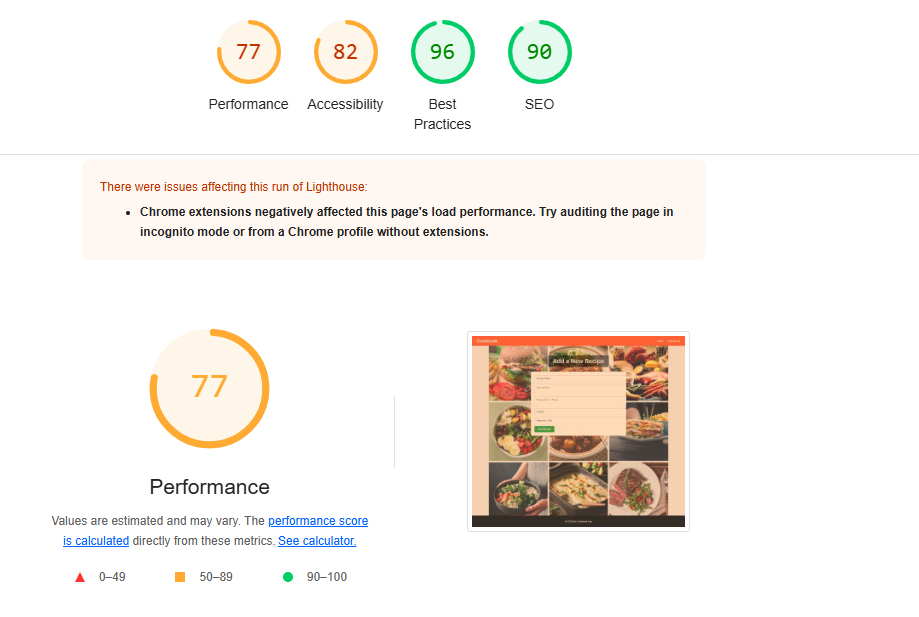 77
82
96
90
Performance
Accessibility
Best
Practices
SEO
There were issues affecting this run of Lighthouse:
• Chrome extensions negatively affected this page's load performance. Try auditing the page in
incognito mode or from a Chrome profile without extensions.
77
Performance
Values are estimated and may vary. The performance score
is calculated directly from these metrics. See calculator.
0–49
50–89
90–100
Add a New Recipe